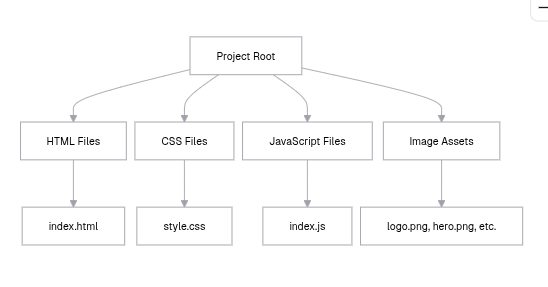 Project Root
HTML Files
CSS Files
JavaScript Files
Image Assets
index.html
style.css
index.js
logo.png, hero.png, etc.